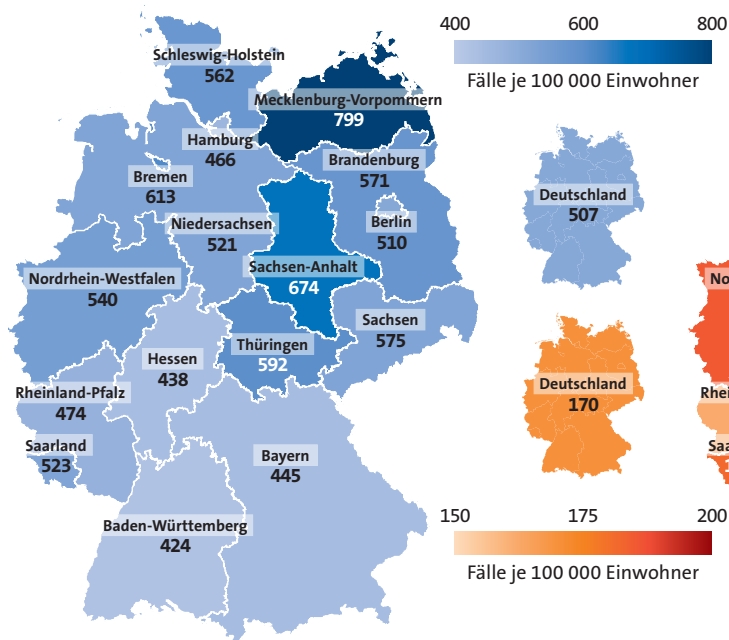 400 600 800
Fälle je 100 000 Einwohner
Schleswig-Holstein
562
Mecklenburg-Vorpommern
799
Hamburg
466
Brandenburg
571
Bremen
613
Berlin
510
Niedersachsen
521
Sachsen-Anhalt
674
Nordrhein-Westfalen
540
Sachsen
575
Thüringen
592
Hessen
438
Rheinland-Pfalz
474
Saarland
523
Bayern
445
Baden-Württemberg
424
Deutschland
507
Deutschland
170
No
Rhei
Saa
150 175 200
Fälle je 100 000 Einwohner